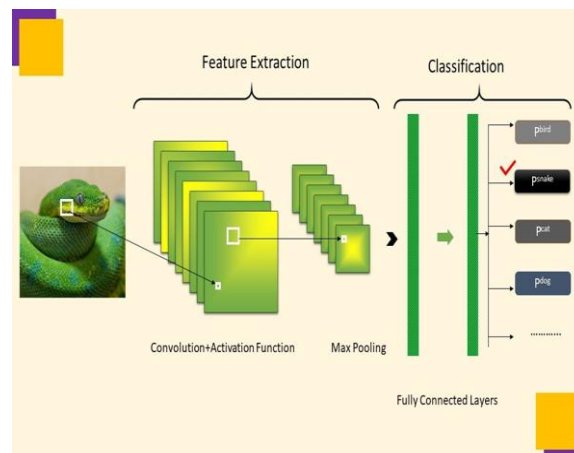 Feature Extraction
Classification
Pbird
Psnake
Pcat
Pdog
............
Convolution+Activation Function
Max Pooling
Fully Connected Layers